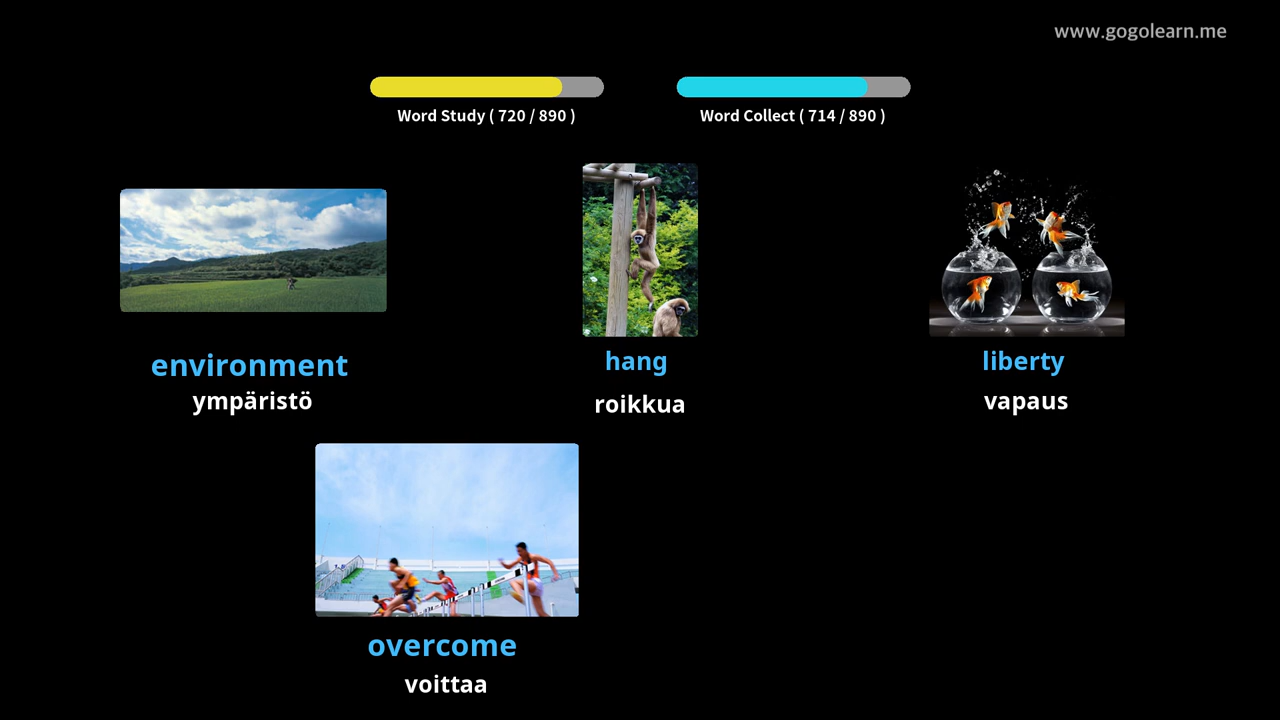 www.gogolearn.me
Word Study ( 720 / 890 )
Word Collect ( 714 / 890 )
environment
ympäristö
hang
roikkua
liberty
vapaus
overcome
voittaa